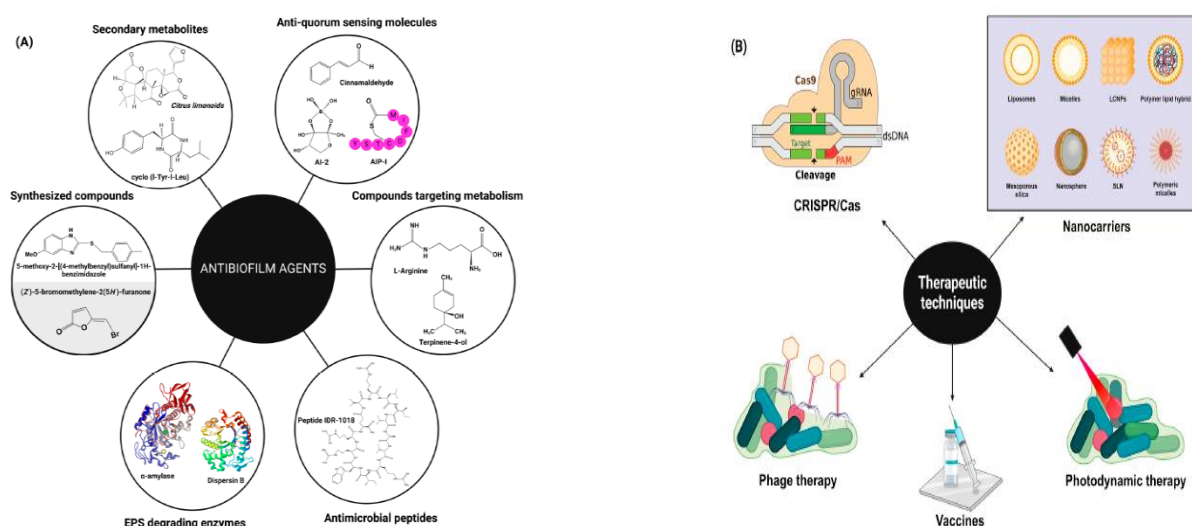 (A)
Secondary metabolites
Citrus limonoids
cyclo (l-Tyr-l-Leu)
Anti-quorum sensing molecules
Cinnamaldehyde
AI-2
AIP-I
Y S T C D F I M
Synthesized compounds
MeO
5-methoxy-2-[(4-methylbenzyl)sulfanyl]-1H-
benzimidazole
(Z)-5-bromomethylene-2(5H)-furanone
Br
ANTIBIOFILM AGENTS
Compounds targeting metabolism
L-Arginine
Terpinene-4-ol
α-amylase
Dispersin B
EPS degrading enzymes
Peptide IDR-1018
Antimicrobial peptides
(B)
Cas9
gRNA
dsDNA
Target
PAM
Cleavage
CRISPR/Cas
Liposomes
Micelles
LCNPs
Polymer lipid hybrid
Mesoporous
silica
Nanosphere
SLN
Polymeric
micelles
Nanocarriers
Therapeutic
techniques
Phage therapy
Vaccines
Photodynamic therapy